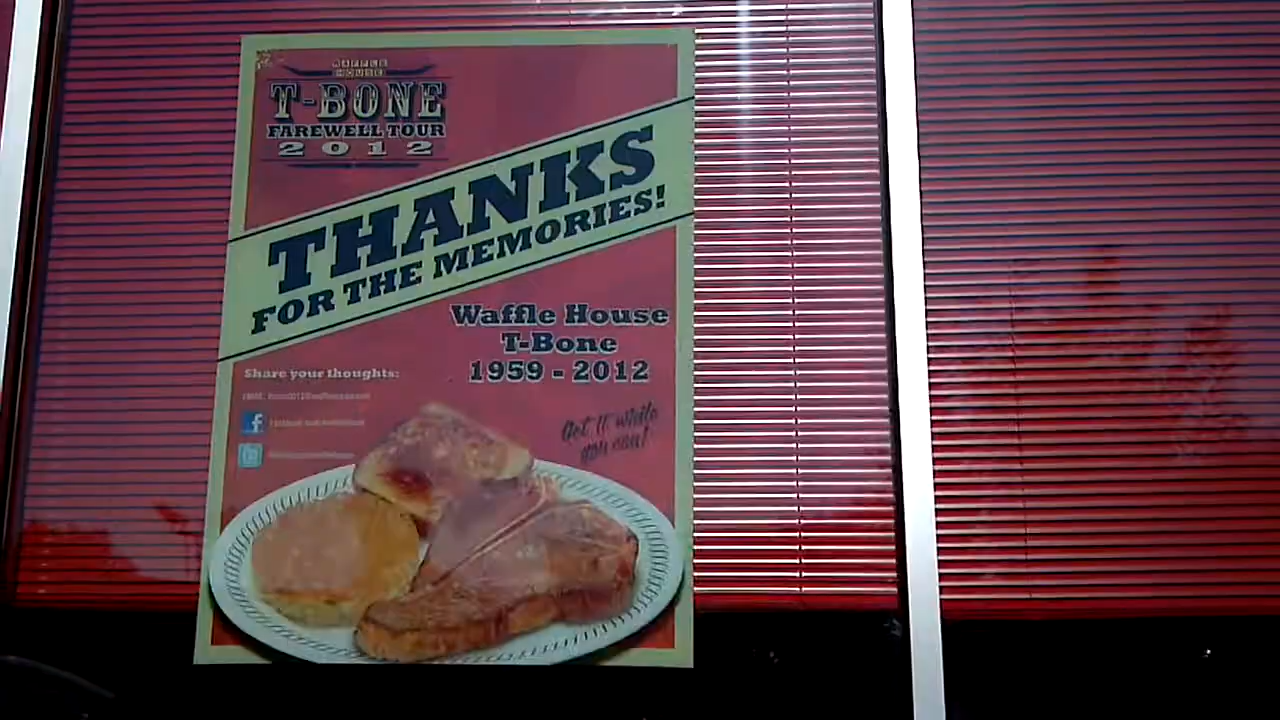 WAFFLE
HOUSE
T-BONE
FAREWELL TOUR
2012
THANKS
FOR THE MEMORIES!
Waffle House
T-Bone
1959 - 2012
Share your thoughts:
Get it while
you can!